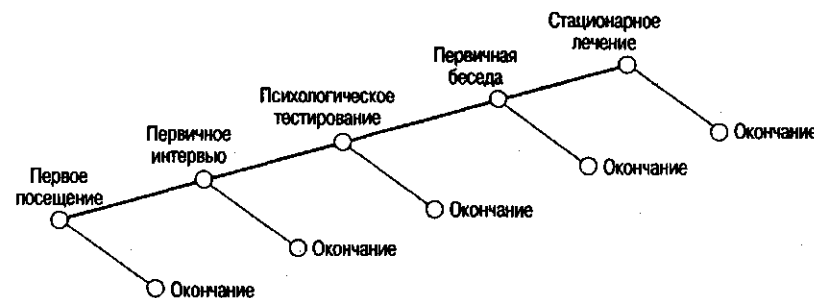 Стационарное
лечение
Первичная
беседа
Психологическое
тестирование
Окончание
Первичное
интервью
Окончание
Первое
посещение
Окончание
Окончание
Окончание